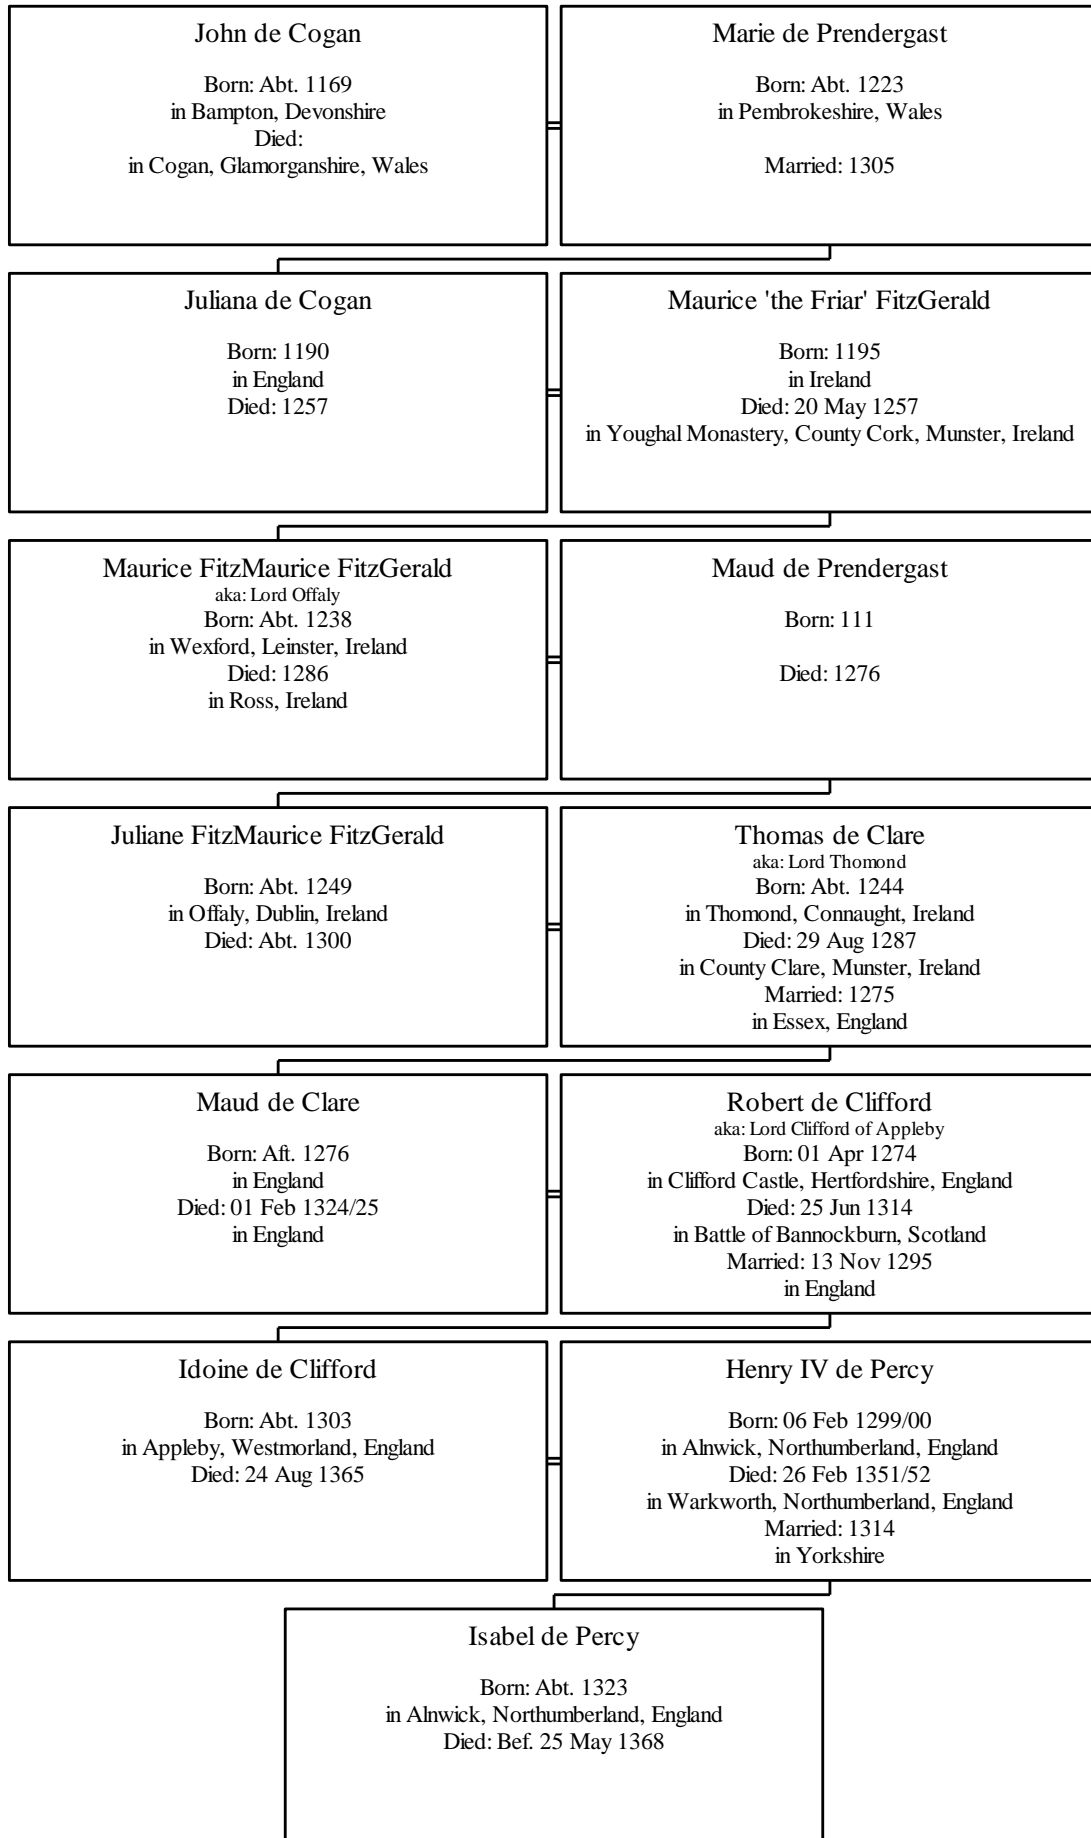 John de Cogan
Born: Abt. 1169
in Bampton, Devonshire
Died:
in Cogan, Glamorganshire, Wales
Marie de Prendergast
Born: Abt. 1223
in Pembrokeshire, Wales
Married: 1305
Juliana de Cogan
Born: 1190
in England
Died: 1257
Maurice 'the Friar' FitzGerald
Born: 1195
in Ireland
Died: 20 May 1257
in Youghal Monastery, County Cork, Munster, Ireland
Maurice FitzMaurice FitzGerald
aka: Lord Offaly
Born: Abt. 1238
in Wexford, Leinster, Ireland
Died: 1286
in Ross, Ireland
Maud de Prendergast
Born: 111
Died: 1276
Juliane FitzMaurice FitzGerald
Born: Abt. 1249
in Offaly, Dublin, Ireland
Died: Abt. 1300
Thomas de Clare
aka: Lord Thomond
Born: Abt. 1244
in Thomond, Connaught, Ireland
Died: 29 Aug 1287
in County Clare, Munster, Ireland
Married: 1275
in Essex, England
Maud de Clare
Born: Aft. 1276
in England
Died: 01 Feb 1324/25
in England
Robert de Clifford
aka: Lord Clifford of Appleby
Born: 01 Apr 1274
in Clifford Castle, Hertfordshire, England
Died: 25 Jun 1314
in Battle of Bannockburn, Scotland
Married: 13 Nov 1295
in England
Idoine de Clifford
Born: Abt. 1303
in Appleby, Westmorland, England
Died: 24 Aug 1365
Henry IV de Percy
Born: 06 Feb 1299/00
in Alnwick, Northumberland, England
Died: 26 Feb 1351/52
in Warkworth, Northumberland, England
Married: 1314
in Yorkshire
Isabel de Percy
Born: Abt. 1323
in Alnwick, Northumberland, England
Died: Bef. 25 May 1368